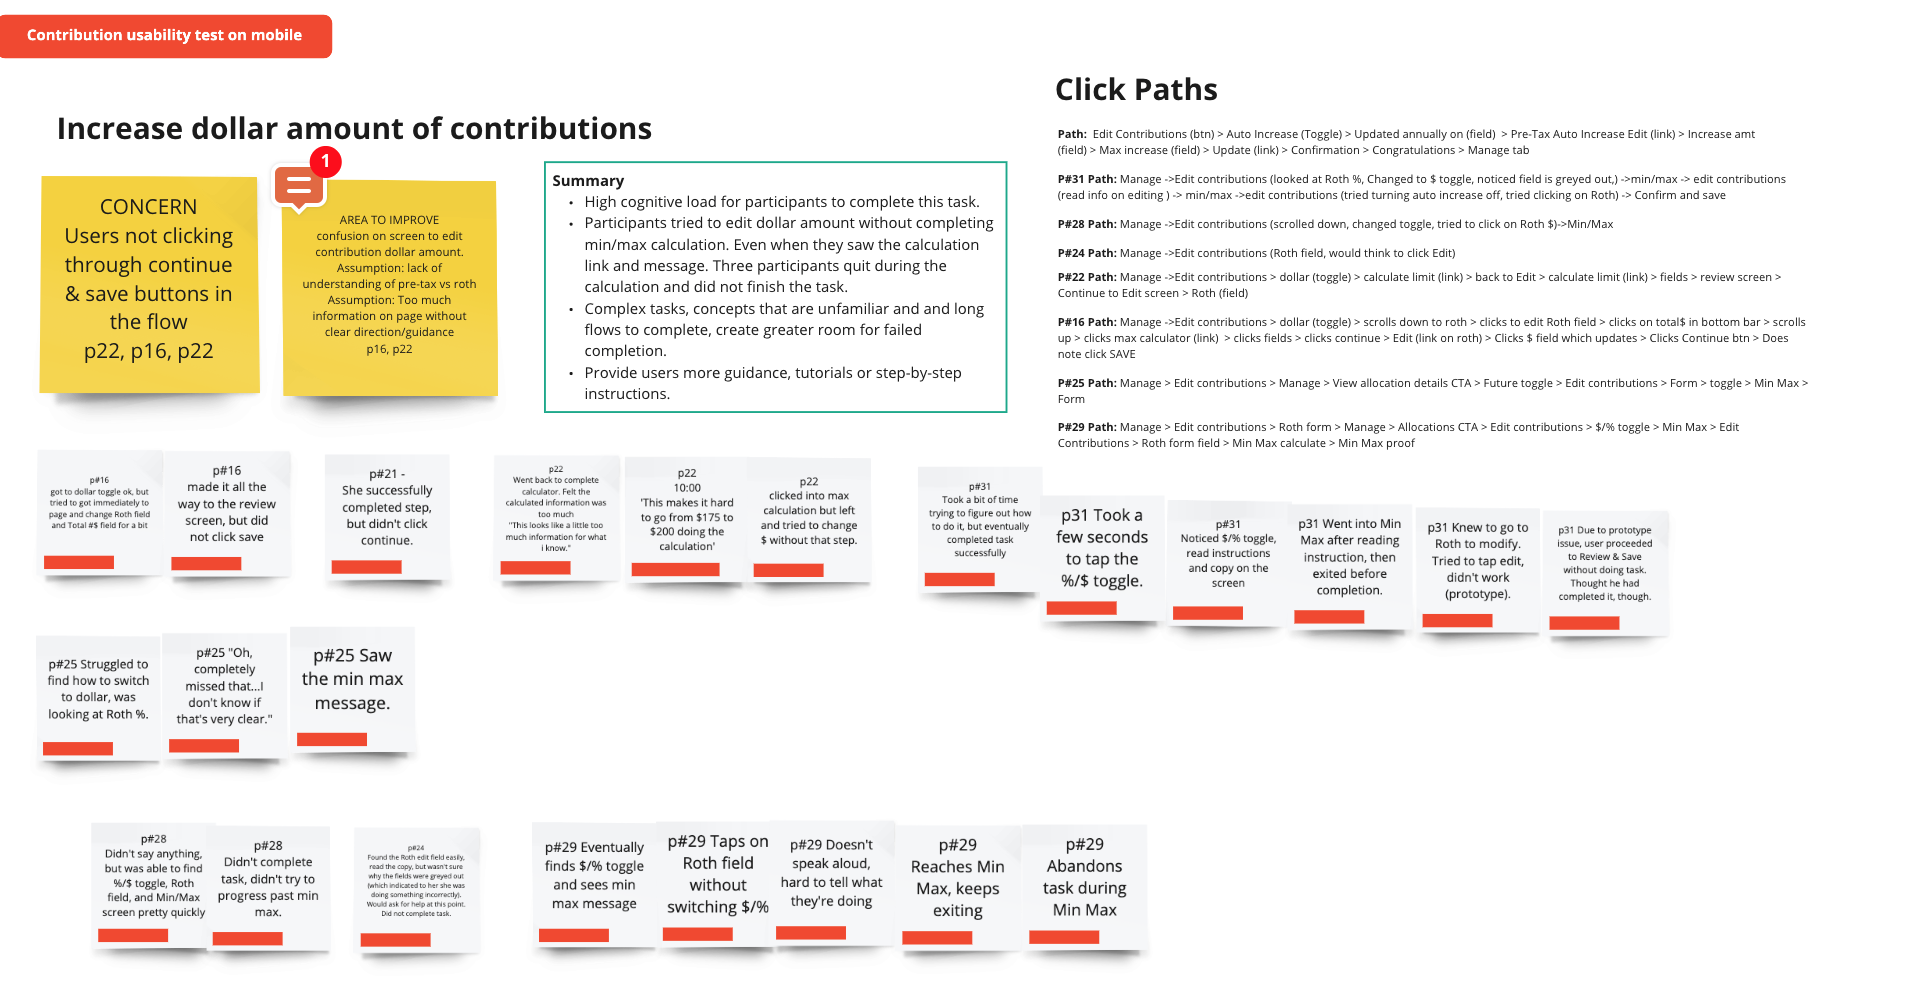 Contribution usability test on mobile
Increase dollar amount of contributions
1
CONCERN
Users not clicking
through continue
& save buttons in
the flow
p22, p16, p22
AREA TO IMPROVE
confusion on screen to edit
contribution dollar amount.
Assumption: lack of
understanding of pre-tax vs roth
Assumption: Too much
information on page without
clear direction/guidance
p16, p22
Summary
• High cognitive load for participants to complete this task.
• Participants tried to edit dollar amount without completing
min/max calculation. Even when they saw the calculation
link and message. Three participants quit during the
calculation and did not finish the task.
• Complex tasks, concepts that are unfamiliar and and long
flows to complete, create greater room for failed
completion.
• Provide users more guidance, tutorials or step-by-step
instructions.
Click Paths
Path: Edit Contributions (btn) > Auto Increase (Toggle) > Updated annually on (field) > Pre-Tax Auto Increase Edit (link) > Increase amt
(field) > Max increase (field) > Update (link) > Confirmation > Congratulations > Manage tab
P#31 Path: Manage ->Edit contributions (looked at Roth %, Changed to $ toggle, noticed field is greyed out,) ->min/max -> edit contributions
(read info on editing ) -> min/max ->edit contributions (tried turning auto increase off, tried clicking on Roth) -> Confirm and save
P#28 Path: Manage ->Edit contributions (scrolled down, changed toggle, tried to click on Roth $)->Min/Max
P#24 Path: Manage ->Edit contributions (Roth field, would think to click Edit)
P#22 Path: Manage ->Edit contributions > dollar (toggle) > calculate limit (link) > back to Edit > calculate limit (link) > fields > review screen >
Continue to Edit screen > Roth (field)
P#16 Path: Manage ->Edit contributions > dollar (toggle) > scrolls down to roth > clicks to edit Roth field > clicks on total$ in bottom bar > scrolls
up > clicks max calculator (link) > clicks fields > clicks continue > Edit (link on roth) > Clicks $ field which updates > Clicks Continue btn > Does
note click SAVE
P#25 Path: Manage > Edit contributions > Manage > View allocation details CTA > Future toggle > Edit contributions > Form > toggle > Min Max >
Form
P#29 Path: Manage > Edit contributions > Roth form > Manage > Allocations CTA > Edit contributions > $/% toggle > Min Max > Edit
Contributions > Roth form field > Min Max calculate > Min Max proof
p#16
got to dollar toggle ok, but
tried to got immediately to
page and change Roth field
and Total #$ field for a bit
p#16
made it all the
way to the review
screen, but did
not click save
p#21 -
She successfully
completed step,
but didn't click
continue.
p22
Went back to complete
calculator. Felt the
calculated information was
too much
"This looks like a little too
much information for what
i know."
p22
10:00
'This makes it hard
to go from $175 to
$200 doing the
calculation'
p22
clicked into max
calculation but left
and tried to change
$ without that step.
p#31
Took a bit of time
trying to figure out how
to do it, but eventually
completed task
successfully
p31 Took a
few seconds
to tap the
%/$ toggle.
p#31
Noticed $/% toggle,
read instructions
and copy on the
screen
p31 Went into Min
Max after reading
instruction, then
exited before
completion.
p31 Knew to go to
Roth to modify.
Tried to tap edit,
didn't work
(prototype).
p31 Due to prototype
issue, user proceeded
to Review & Save
without doing task.
Thought he had
completed it, though.
p#25 Struggled to
find how to switch
to dollar, was
looking at Roth %.
p#25 "Oh,
completely
missed that...I
don't know if
that's very clear."
p#25 Saw
the min max
message.
p#28
Didn't say anything,
but was able to find
%/$ toggle, Roth
field, and Min/Max
screen pretty quickly
p#28
Didn't complete
task, didn't try to
progress past min
max.
p#24
Found the Roth edit field easily,
read the copy, but wasn't sure
why the fields were greyed out
(which indicated to her she was
doing something incorrectly).
Would ask for help at this point.
Did not complete task.
p#29 Eventually
finds $/% toggle
and sees min
max message
p#29 Taps on
Roth field
without
switching $/%
p#29 Doesn't
speak aloud,
hard to tell what
they're doing
p#29
Reaches Min
Max, keeps
exiting
p#29
Abandons
task during
Min Max